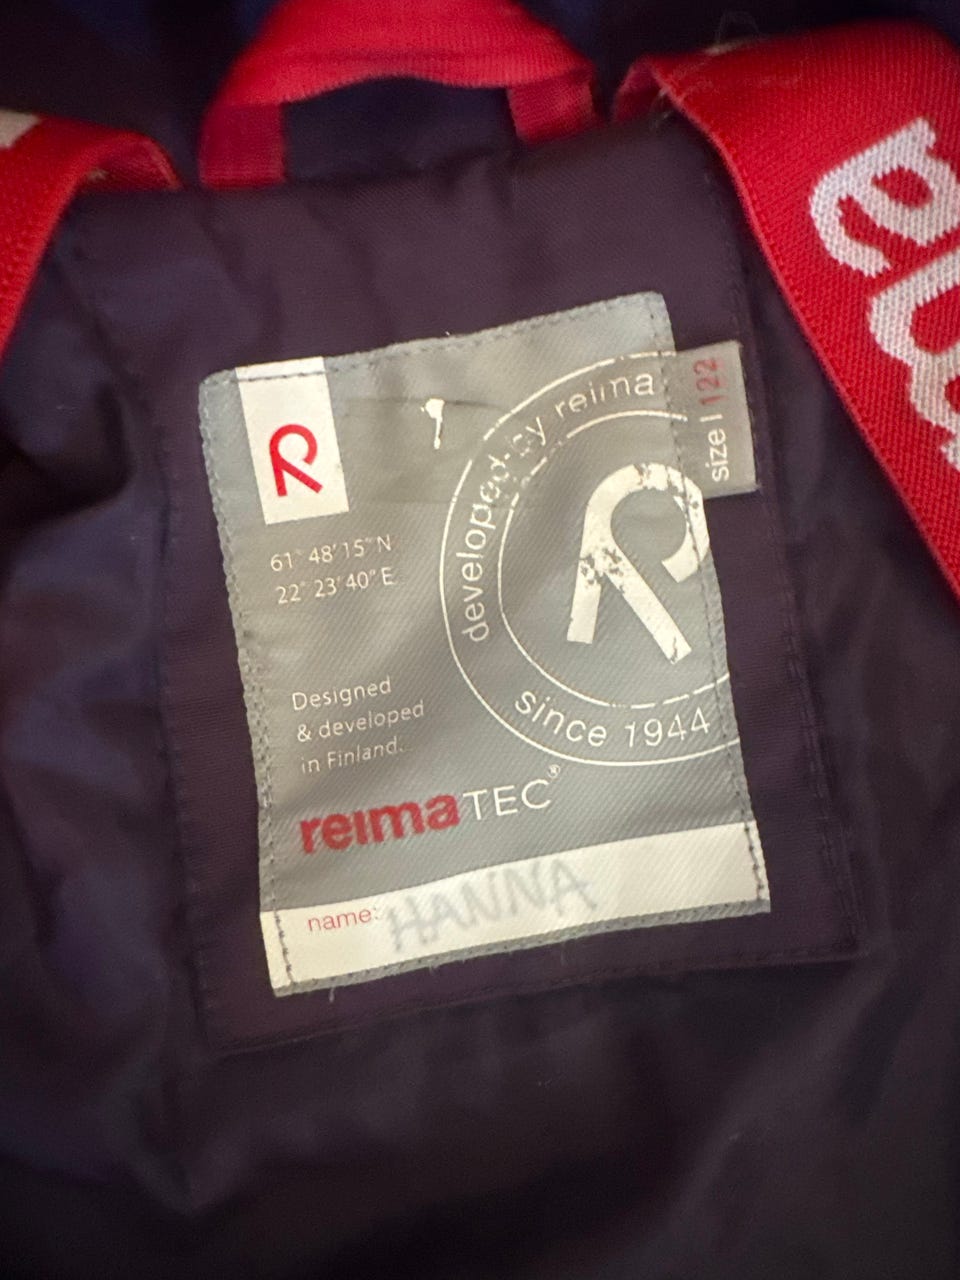 developed by reima
size | 122
61° 48' 15" N
22° 23' 40" E
since 1944
Designed
& developed
in Finland.
reimaTEC®
name: HANNA